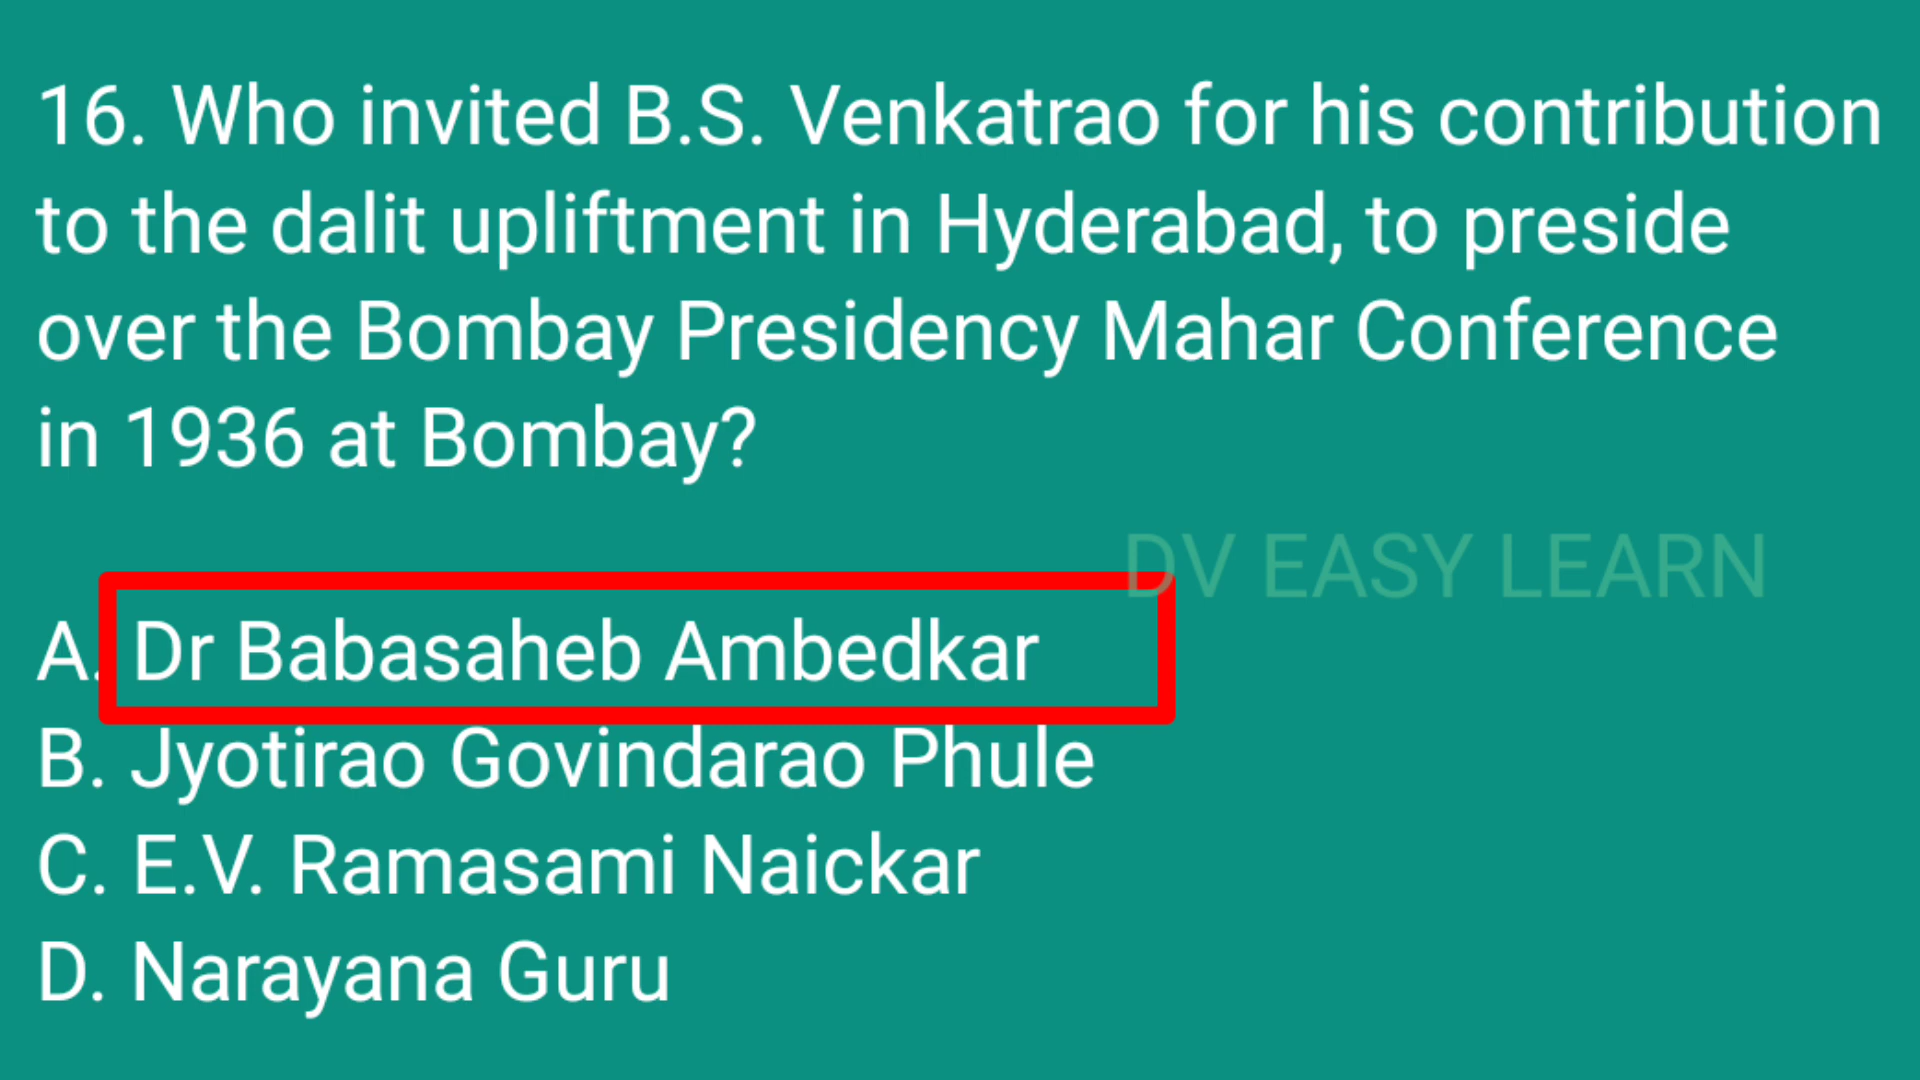 16. Who invited B.S. Venkatrao for his contribution
to the dalit upliftment in Hyderabad, to preside
over the Bombay Presidency Mahar Conference
in 1936 at Bombay?
DV EASY LEARN
A. Dr Babasaheb Ambedkar
B. Jyotirao Govindarao Phule
C. E.V. Ramasami Naickar
D. Narayana Guru